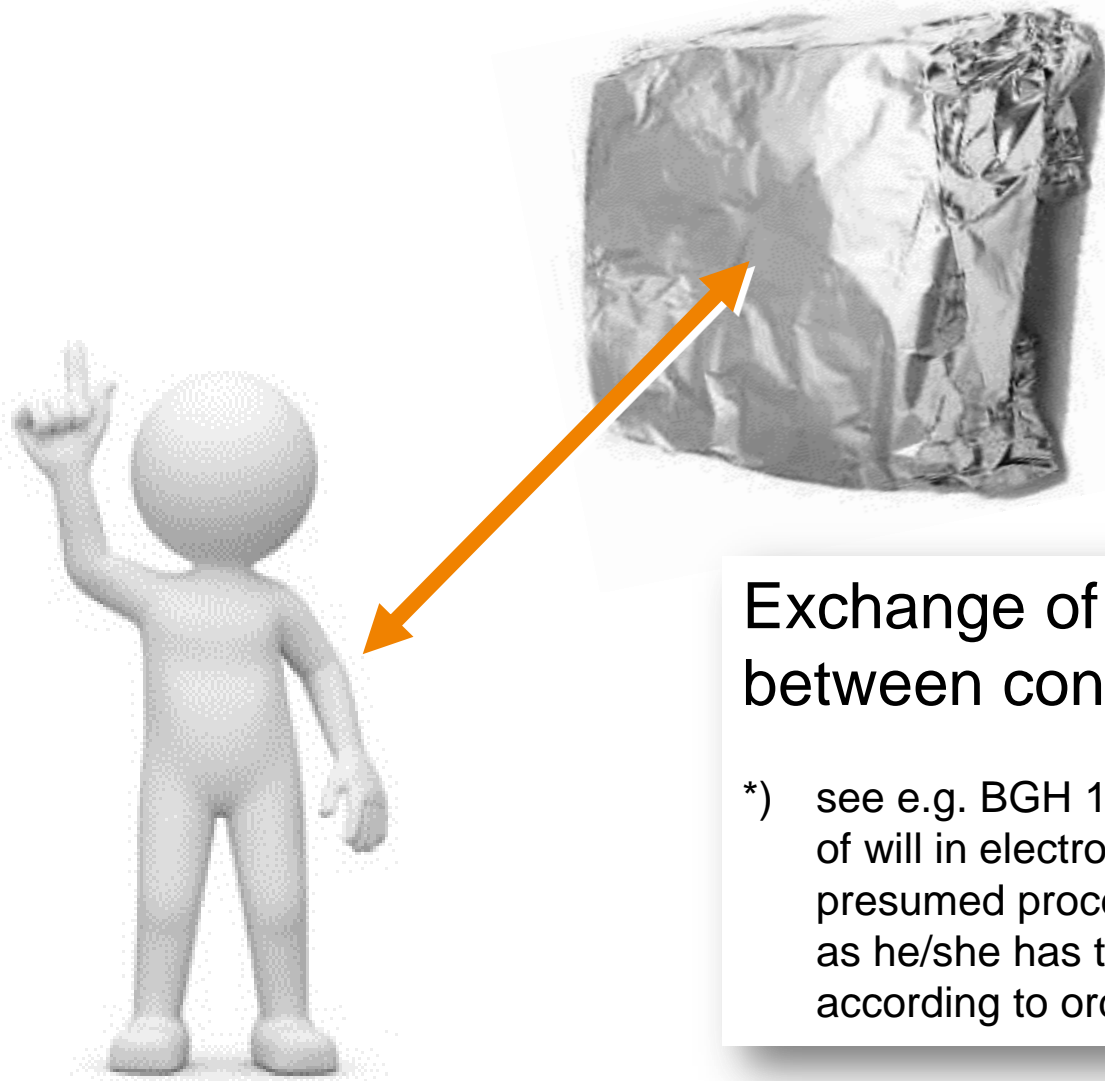 Exchange of
between con
*) see e.g. BGH 1
of will in electro
presumed proce
as he/she has t
according to ord